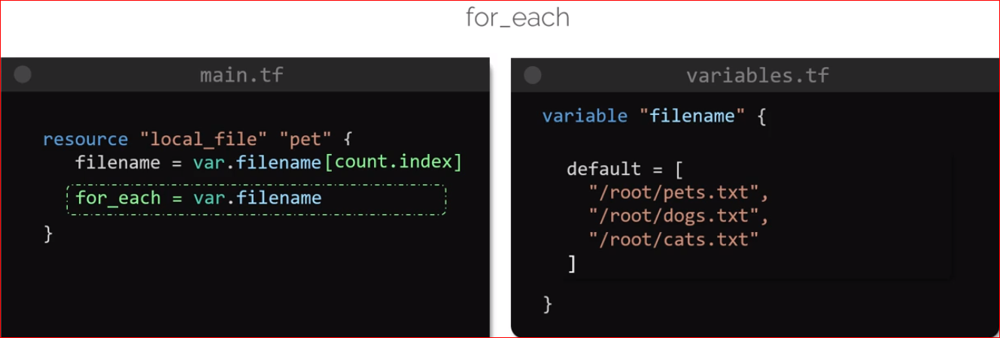 for_each
main.tf
resource "local_file" "pet" {
filename = var.filename[count.index]
for_each = var.filename
}
variables.tf
variable "filename" {
default = [
"/root/pets.txt",
"/root/dogs.txt",
"/root/cats.txt"
]
}